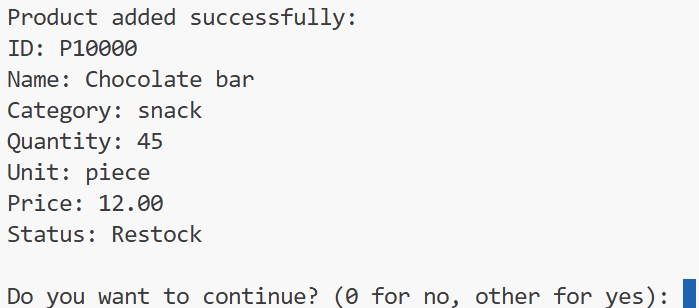 Product added successfully:
ID: P10000
Name: Chocolate bar
Category: snack
Quantity: 45
Unit: piece
Price: 12.00
Status: Restock
Do you want to continue? (0 for no, other for yes):